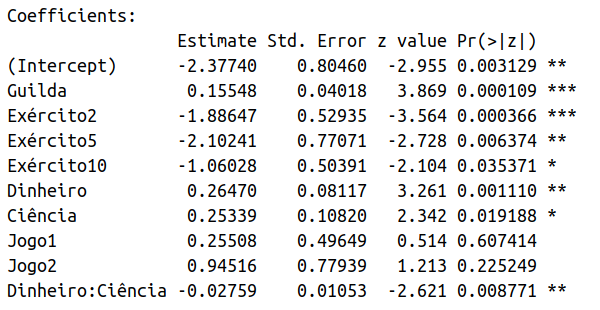 Coefficients:
Estimate Std. Error z value Pr(>|z|)
(Intercept) -2.37740 0.80460 -2.955 0.003129 **
Guilda 0.15548 0.04018 3.869 0.000109 ***
Exército2 -1.88647 0.52935 -3.564 0.000366 ***
Exército5 -2.10241 0.77071 -2.728 0.006374 **
Exército10 -1.06028 0.50391 -2.104 0.035371 *
Dinheiro 0.26470 0.08117 3.261 0.001110 **
Ciência 0.25339 0.10820 2.342 0.019188 *
Jogo1 0.25508 0.49649 0.514 0.607414
Jogo2 0.94516 0.77939 1.213 0.225249
Dinheiro:Ciência -0.02759 0.01053 -2.621 0.008771 **